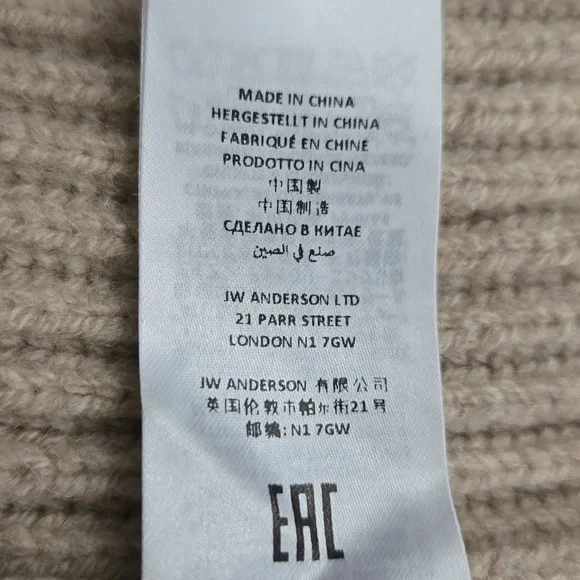 MADE IN CHINA
HERGESTELLT IN CHINA
FABRIQUÉ EN CHINE
PRODOTTO IN CINA
中国製
中国制造
СДЕЛАНО В КИТАЕ
صنع في الصين
JW ANDERSON LTD
21 PARR STREET
LONDON N1 7GW
JW ANDERSON 有限公司
英国伦敦市帕尔街21号
邮编: N1 7GW
EAC